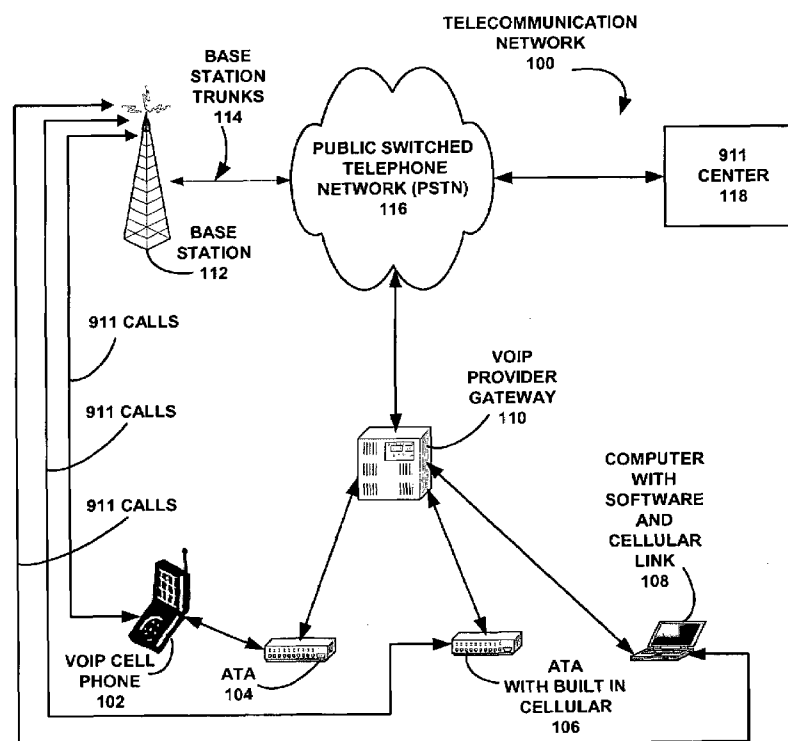 TELECOMMUNICATION
NETWORK
100
BASE
STATION
TRUNKS
114
PUBLIC SWITCHED
TELEPHONE
NETWORK (PSTN)
116
911
CENTER
118
BASE
STATION
112
911 CALLS
911 CALLS
911 CALLS
VOIP
PROVIDER
GATEWAY
110
COMPUTER
WITH
SOFTWARE
AND
CELLULAR
LINK
108
VOIP CELL
PHONE
102
ATA
104
ATA
WITH BUILT IN
CELLULAR
106